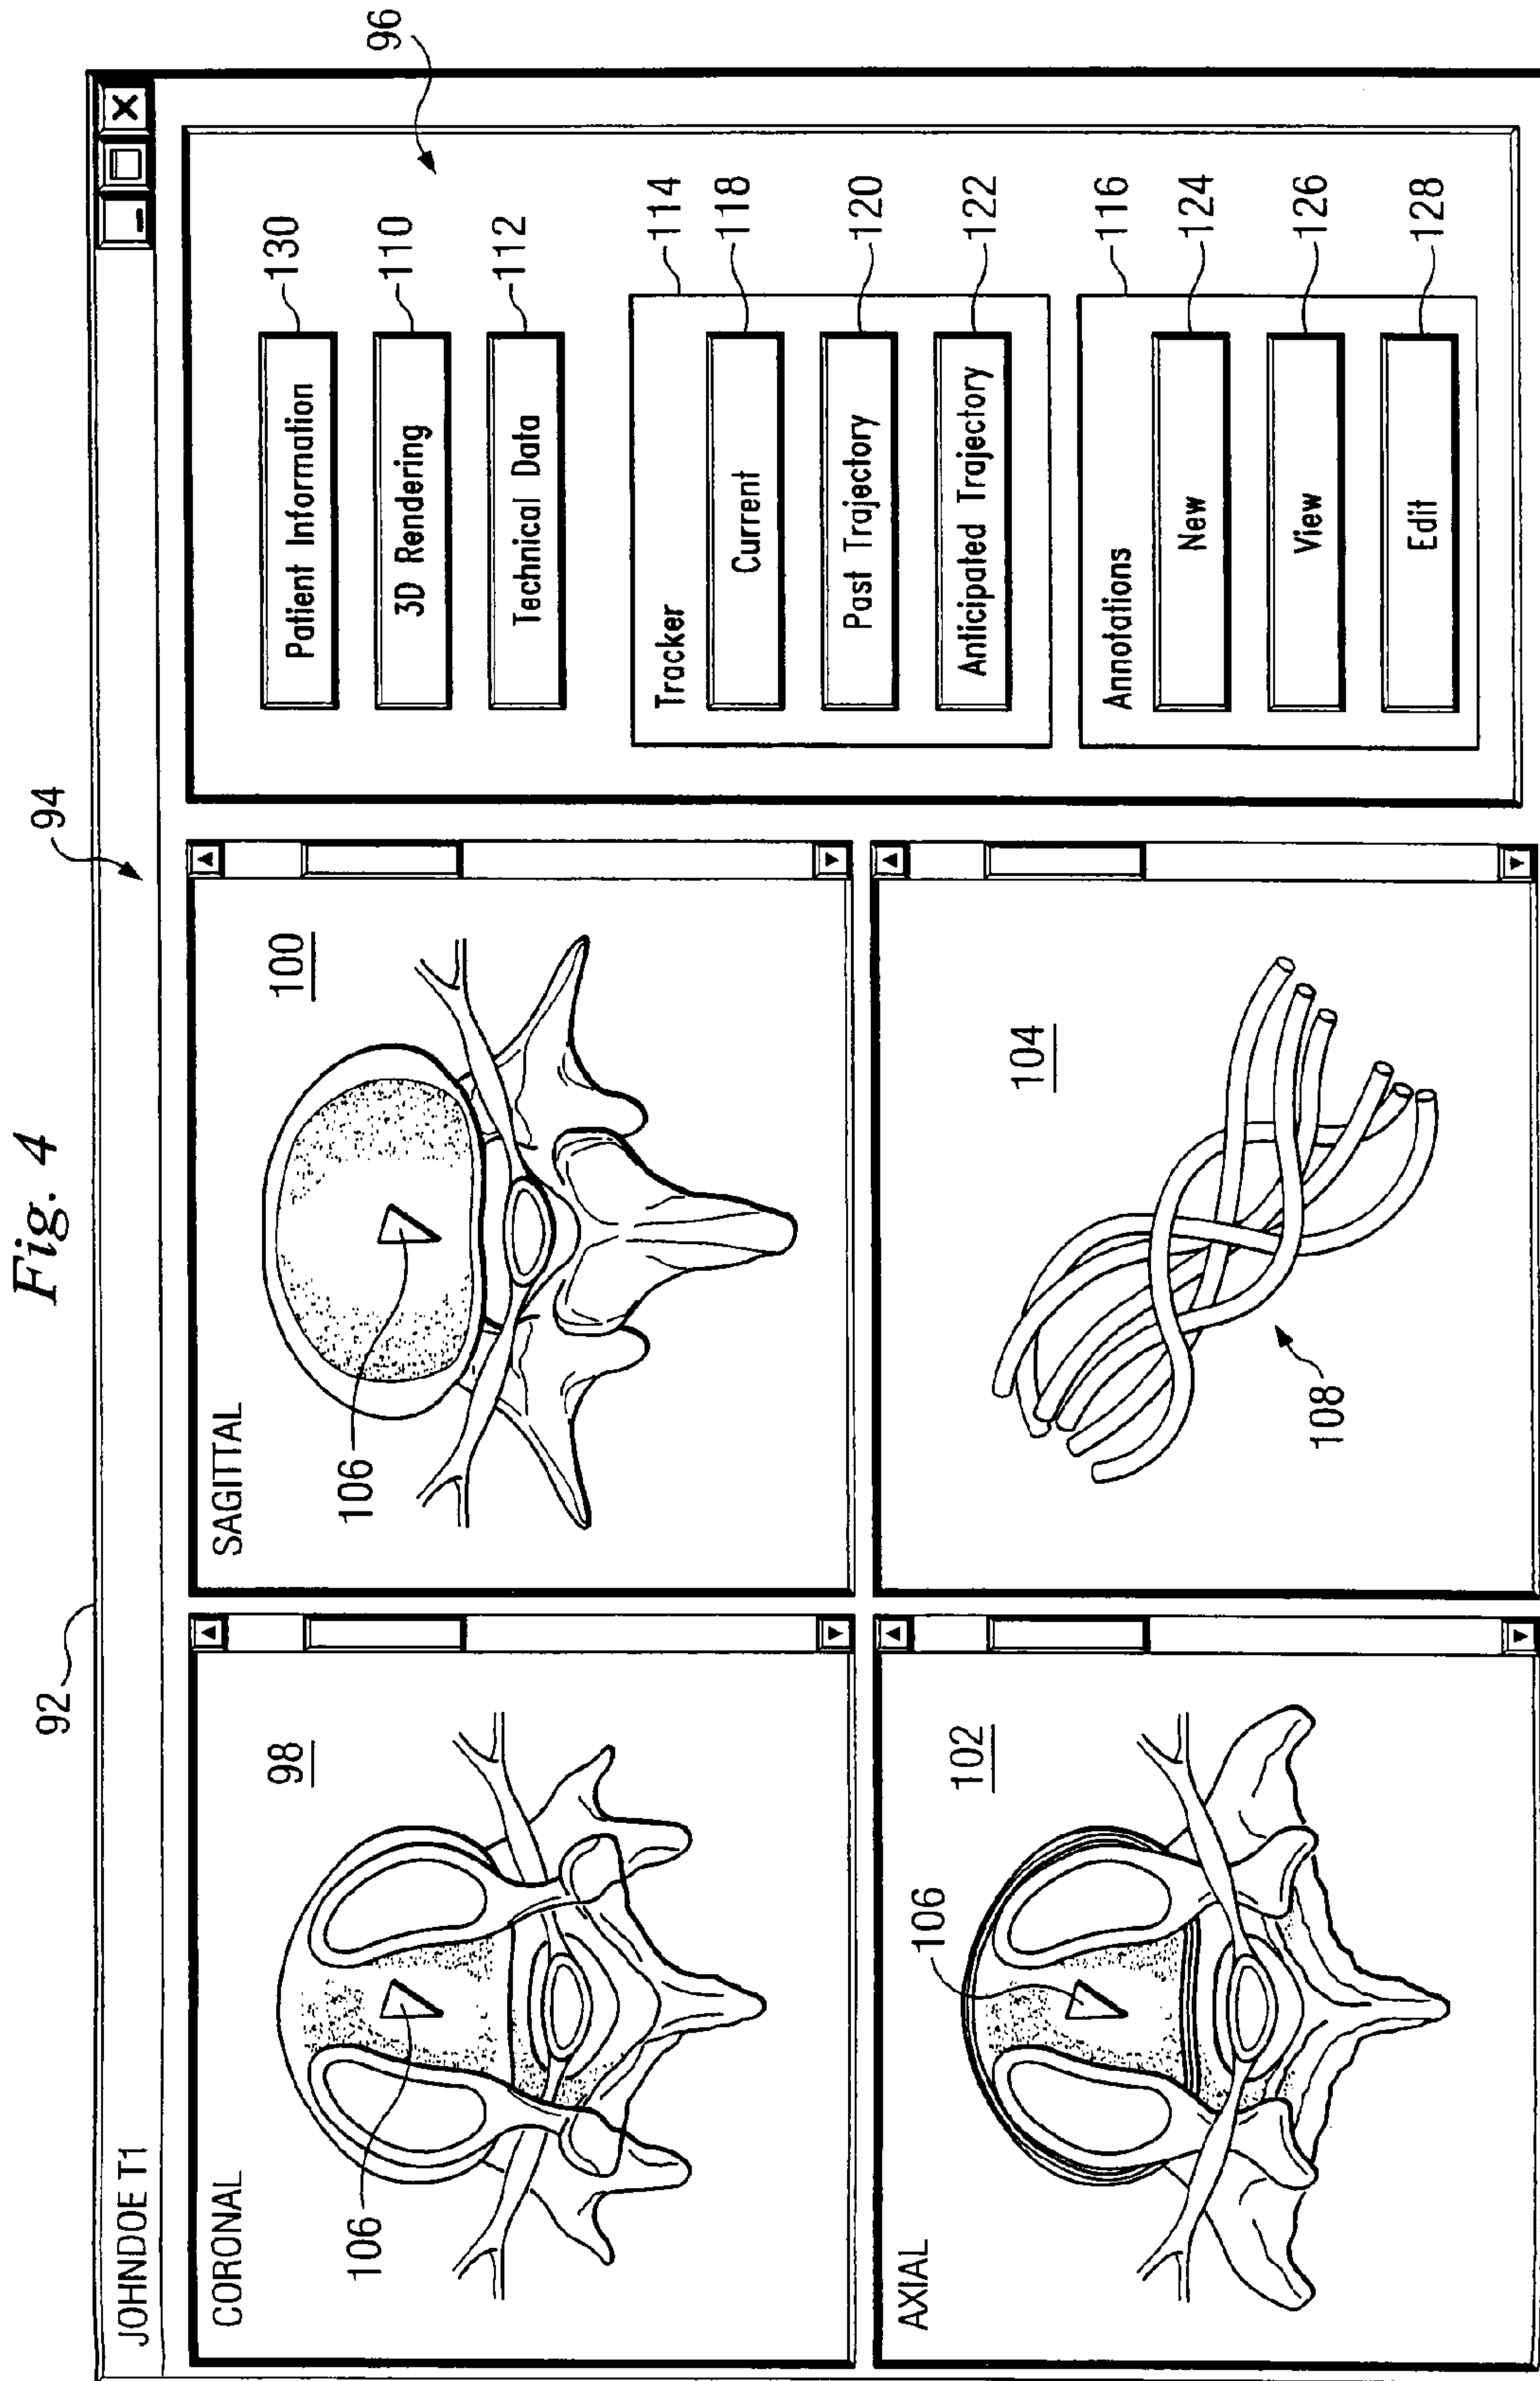 Fig. 4
92
94
JOHNDOE T1
CORONAL
98
106
SAGITTAL
100
106
AXIAL
102
106
104
108
96
Patient Information
130
3D Rendering
110
Technical Data
112
Tracker
114
Current
118
Past Trajectory
120
Anticipated Trajectory
122
Annotations
116
New
124
View
126
Edit
128